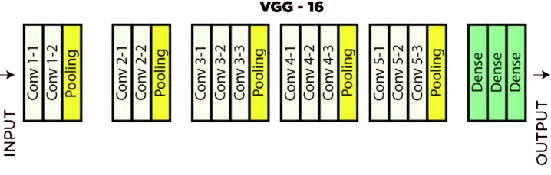 VGG - 16
INPUT
Conv 1-1
Conv 1-2
Pooling
Conv 2-1
Conv 2-2
Pooling
Conv 3-1
Conv 3-2
Conv 3-3
Pooling
Conv 4-1
Conv 4-2
Conv 4-3
Pooling
Conv 5-1
Conv 5-2
Conv 5-3
Pooling
Dense
Dense
Dense
OUTPUT